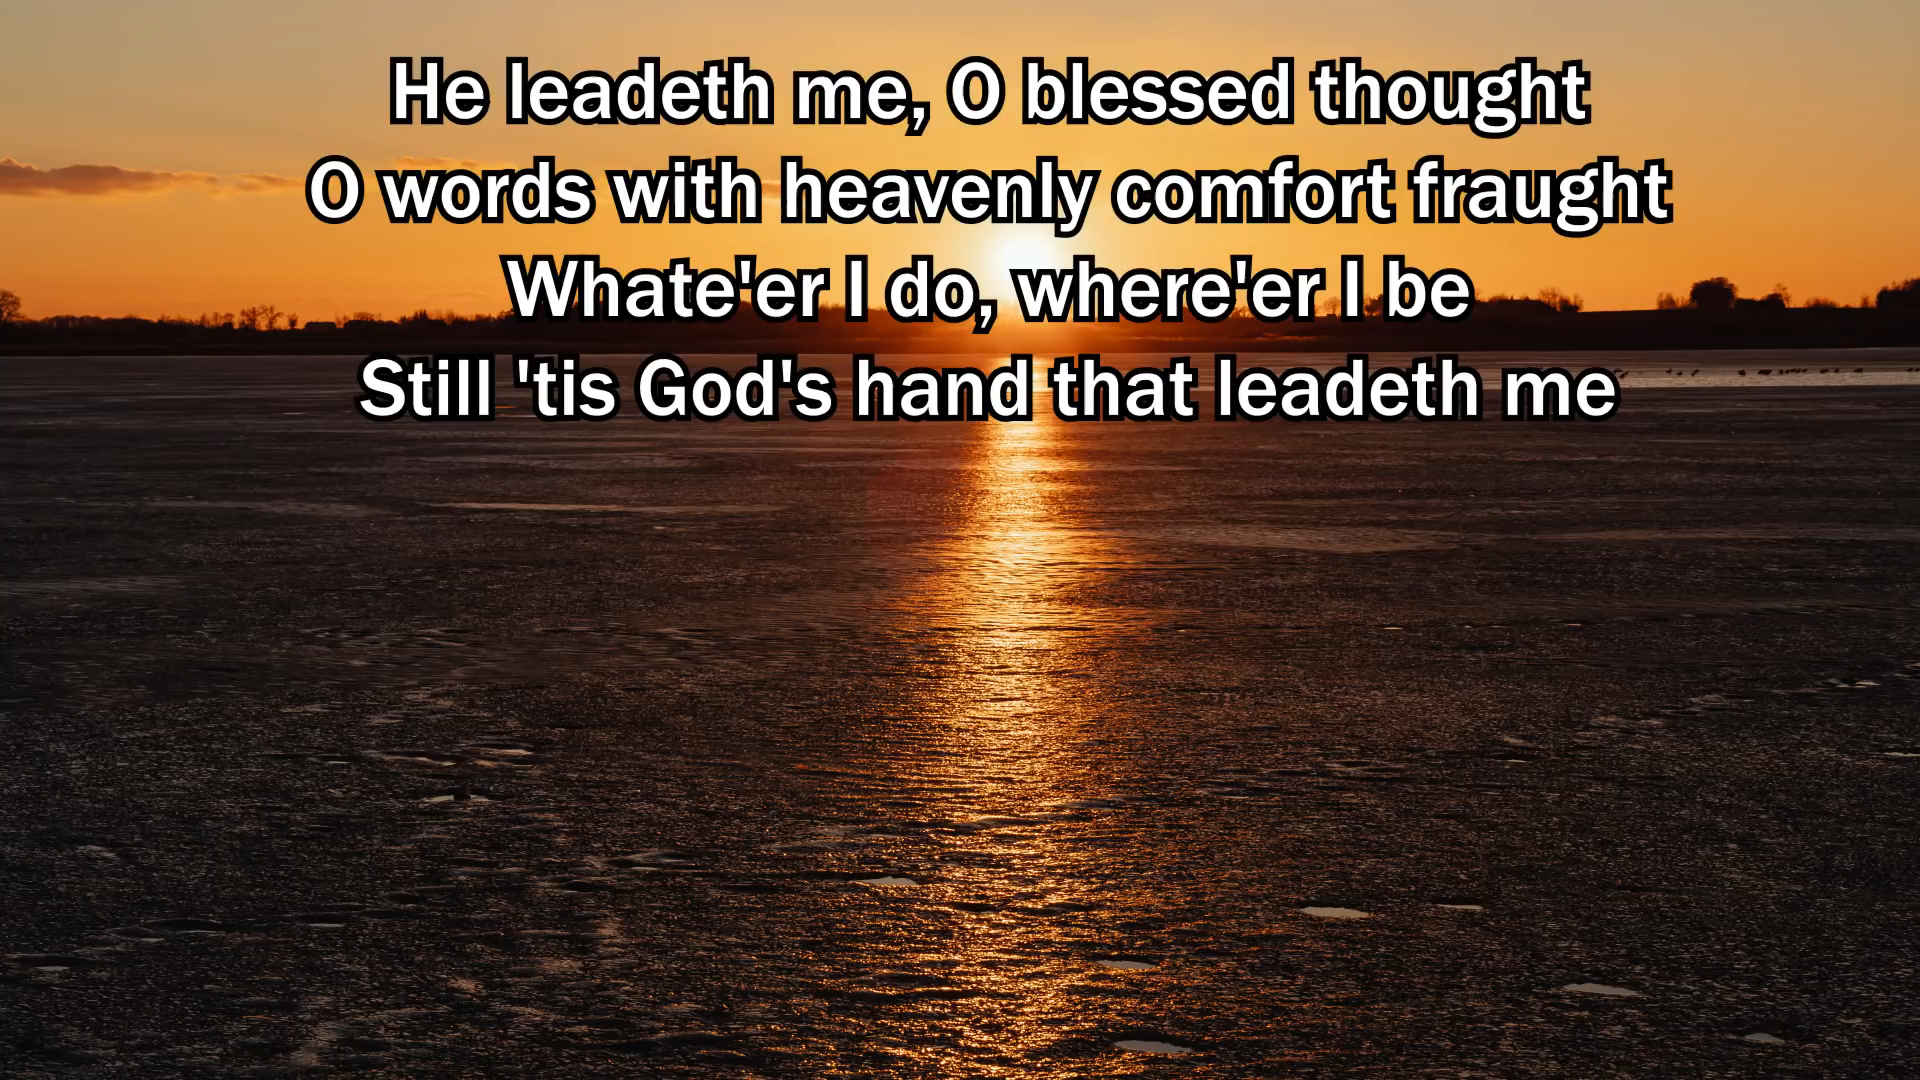 He leadeth me, O blessed thought
O words with heavenly comfort fraught
Whate'er I do, where'er I be
Still 'tis God's hand that leadeth me